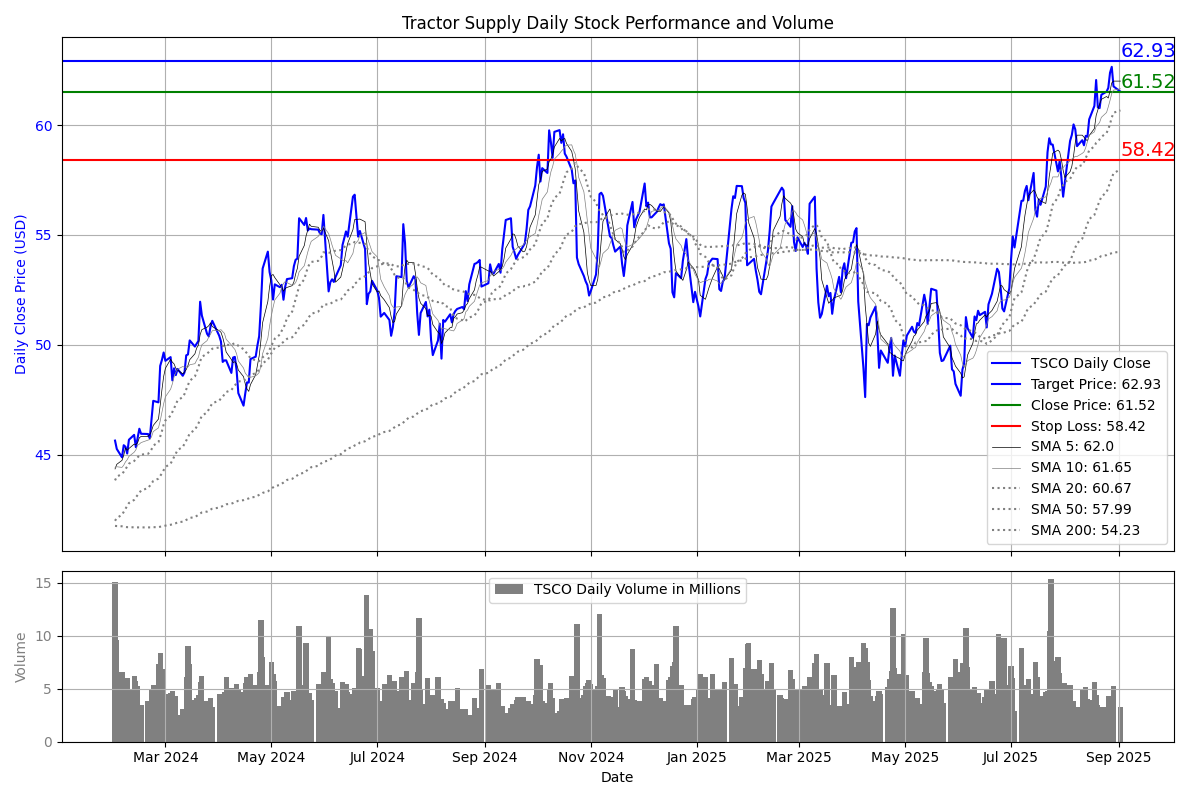 Tractor Supply Daily Stock Performance and Volume
62.93
61.52
58.42
60
55
50
45
Daily Close Price (USD)
TSCO Daily Close
Target Price: 62.93
Close Price: 61.52
Stop Loss: 58.42
SMA 5: 62.0
SMA 10: 61.65
SMA 20: 60.67
SMA 50: 57.99
SMA 200: 54.23
15
10
5
0
Volume
TSCO Daily Volume in Millions
Mar 2024 May 2024 Jul 2024 Sep 2024 Nov 2024 Jan 2025 Mar 2025 May 2025 Jul 2025 Sep 2025
Date